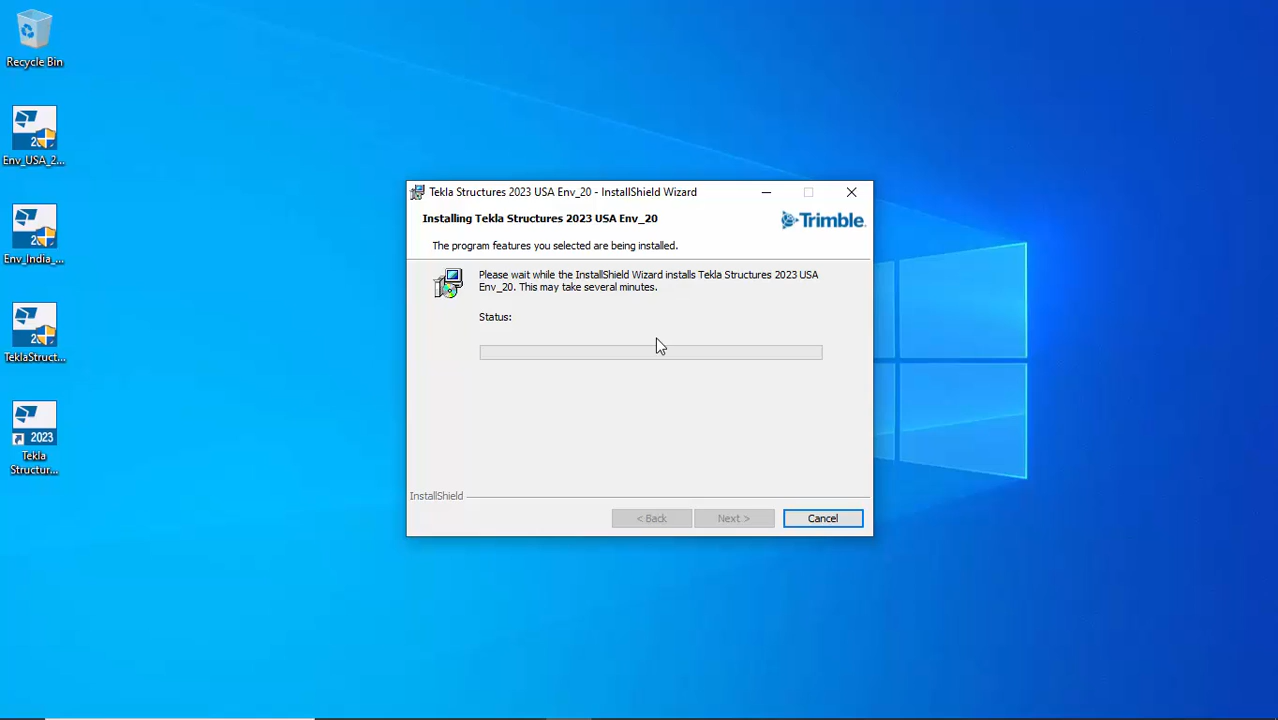 Recycle Bin
Env_USA_2...
Env_India_...
TeklaStruct...
2023
Tekla
Structur...
Tekla Structures 2023 USA Env_20 - InstallShield Wizard
Installing Tekla Structures 2023 USA Env_20
Trimble.
The program features you selected are being installed.
Please wait while the InstallShield Wizard installs Tekla Structures 2023 USA
Env_20. This may take several minutes.
Status:
InstallShield
< Back
Next >
Cancel